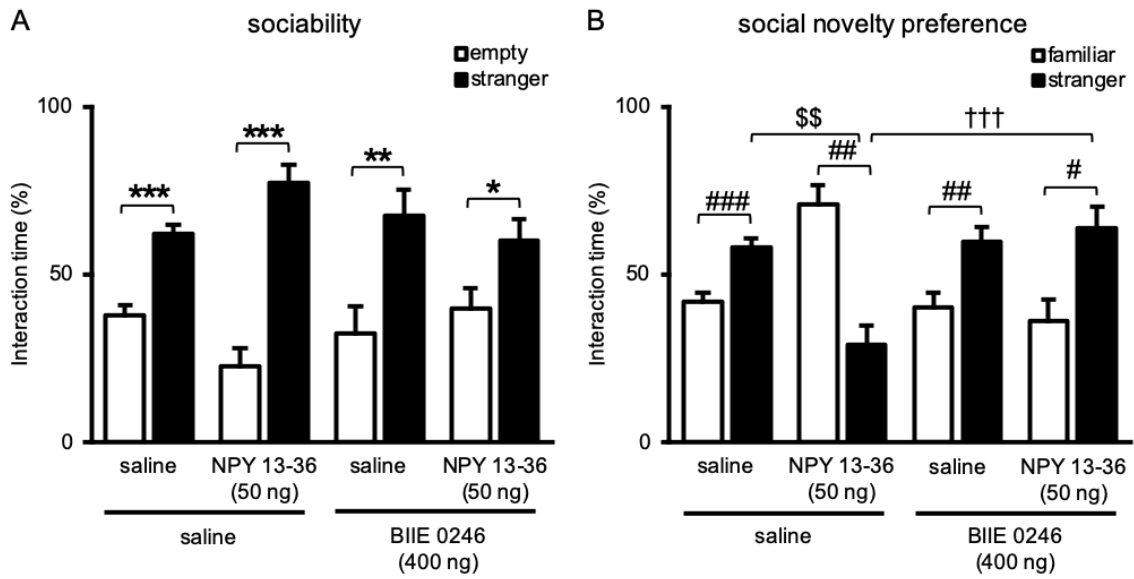 A
sociability
empty
stranger
Interaction time (%)
100
50
0
***
***
**
*
saline
NPY 13-36
(50 ng)
saline
NPY 13-36
(50 ng)
saline
BIIE 0246
(400 ng)
B
social novelty preference
familiar
stranger
Interaction time (%)
100
50
0
$$
†††
###
##
##
#
saline
NPY 13-36
(50 ng)
saline
NPY 13-36
(50 ng)
saline
BIIE 0246
(400 ng)